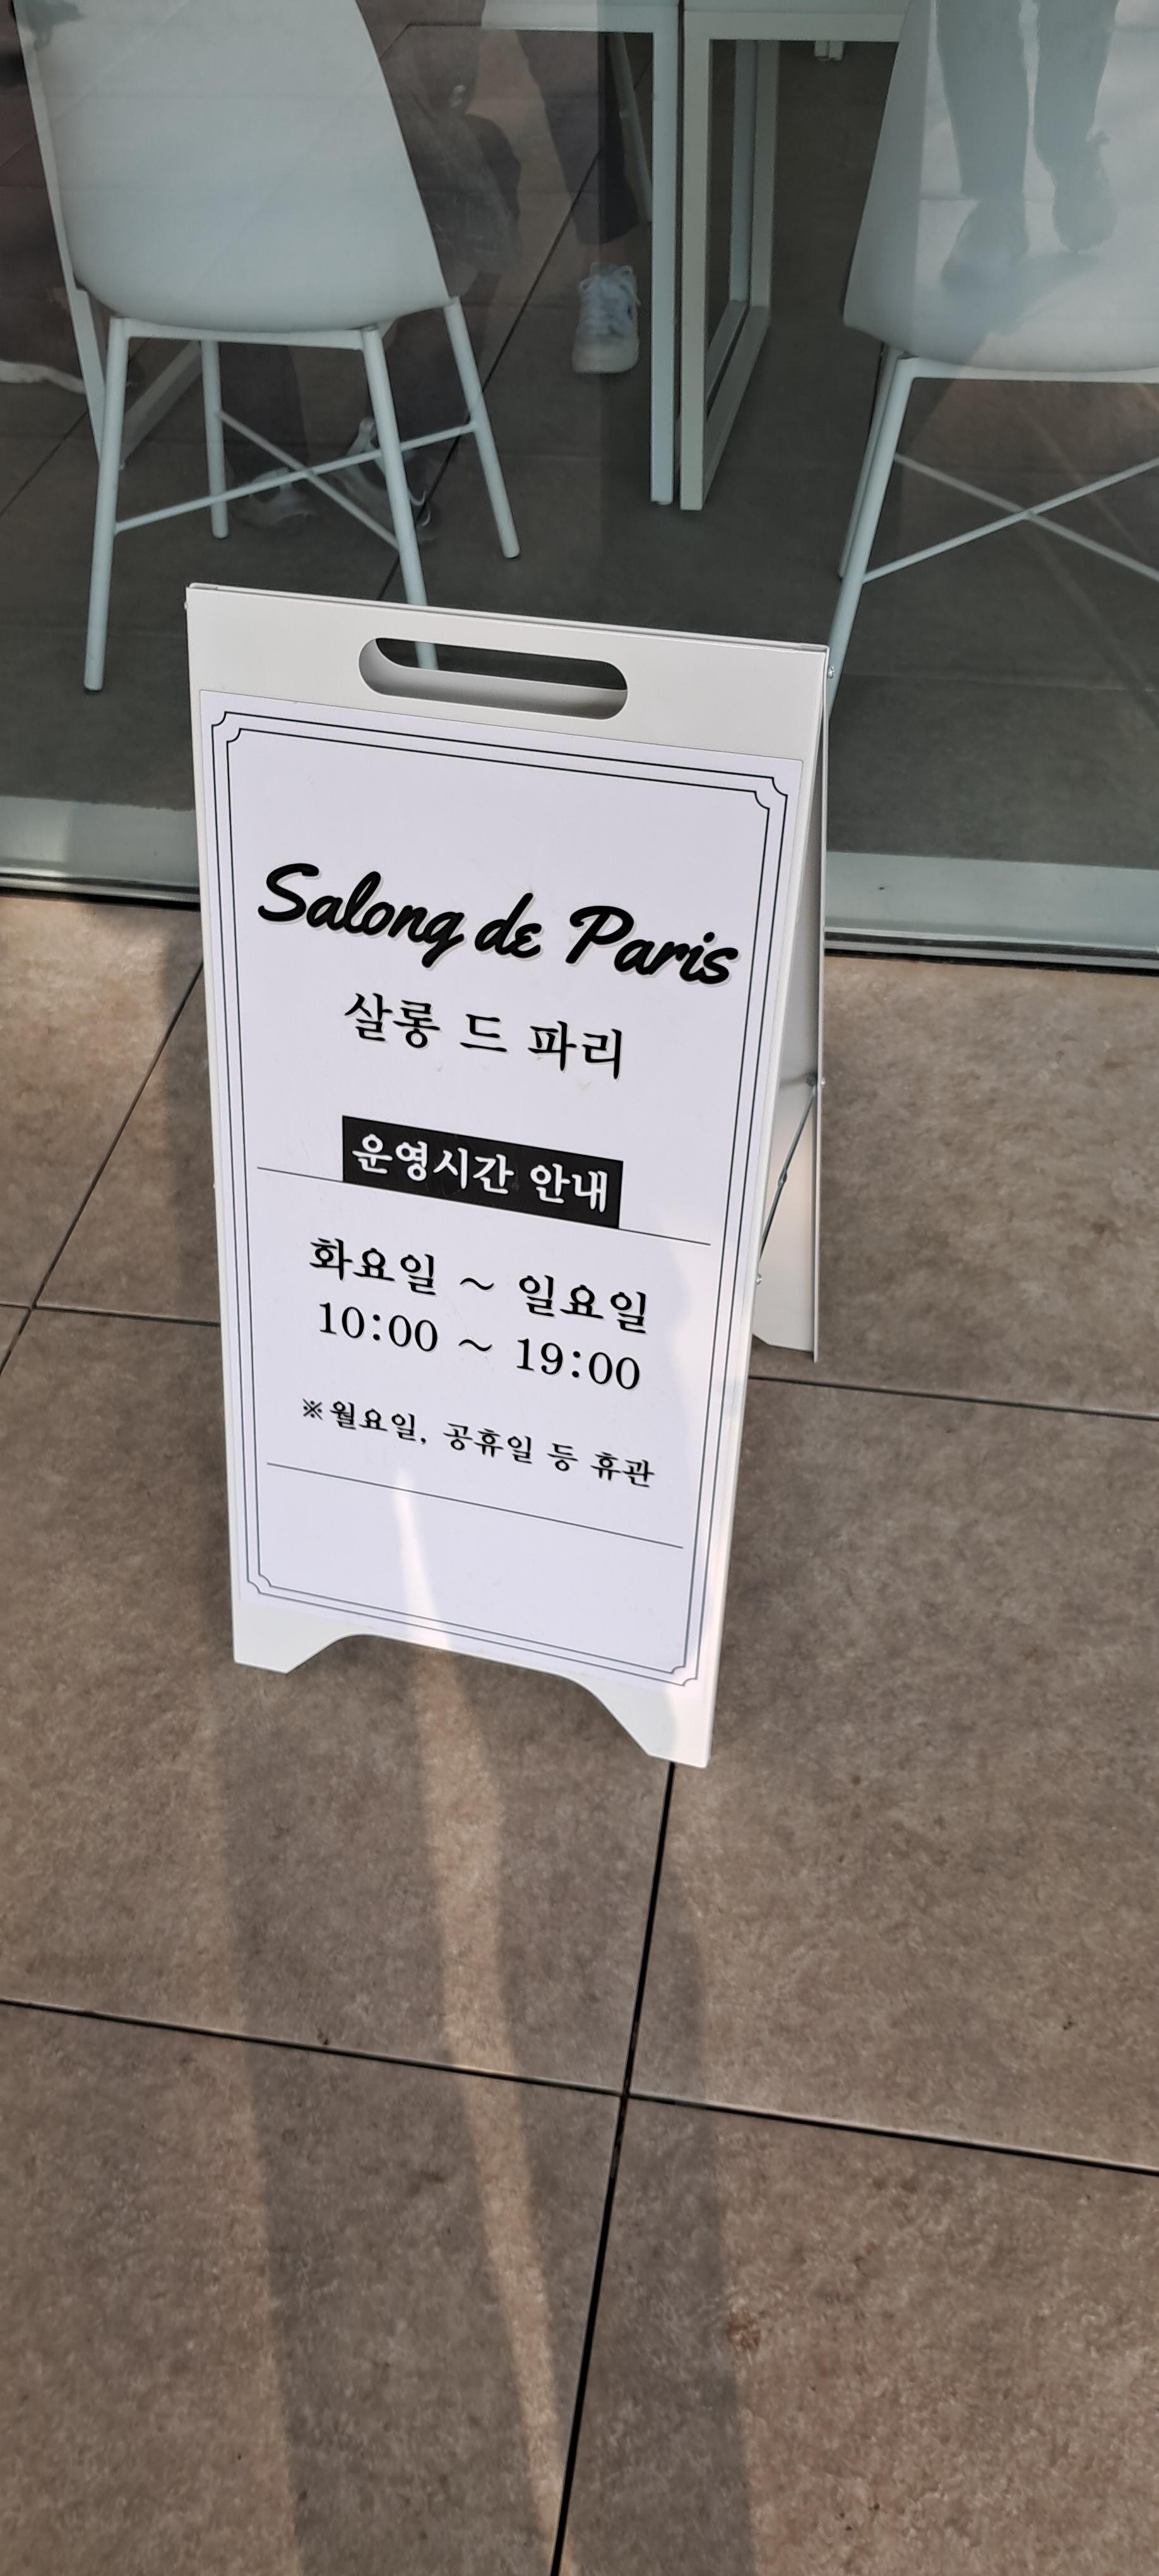 Salong de Paris
살롱 드 파리
운영시간 안내
화요일 ~ 일요일
10:00 ~ 19:00
※월요일, 공휴일 등 휴관